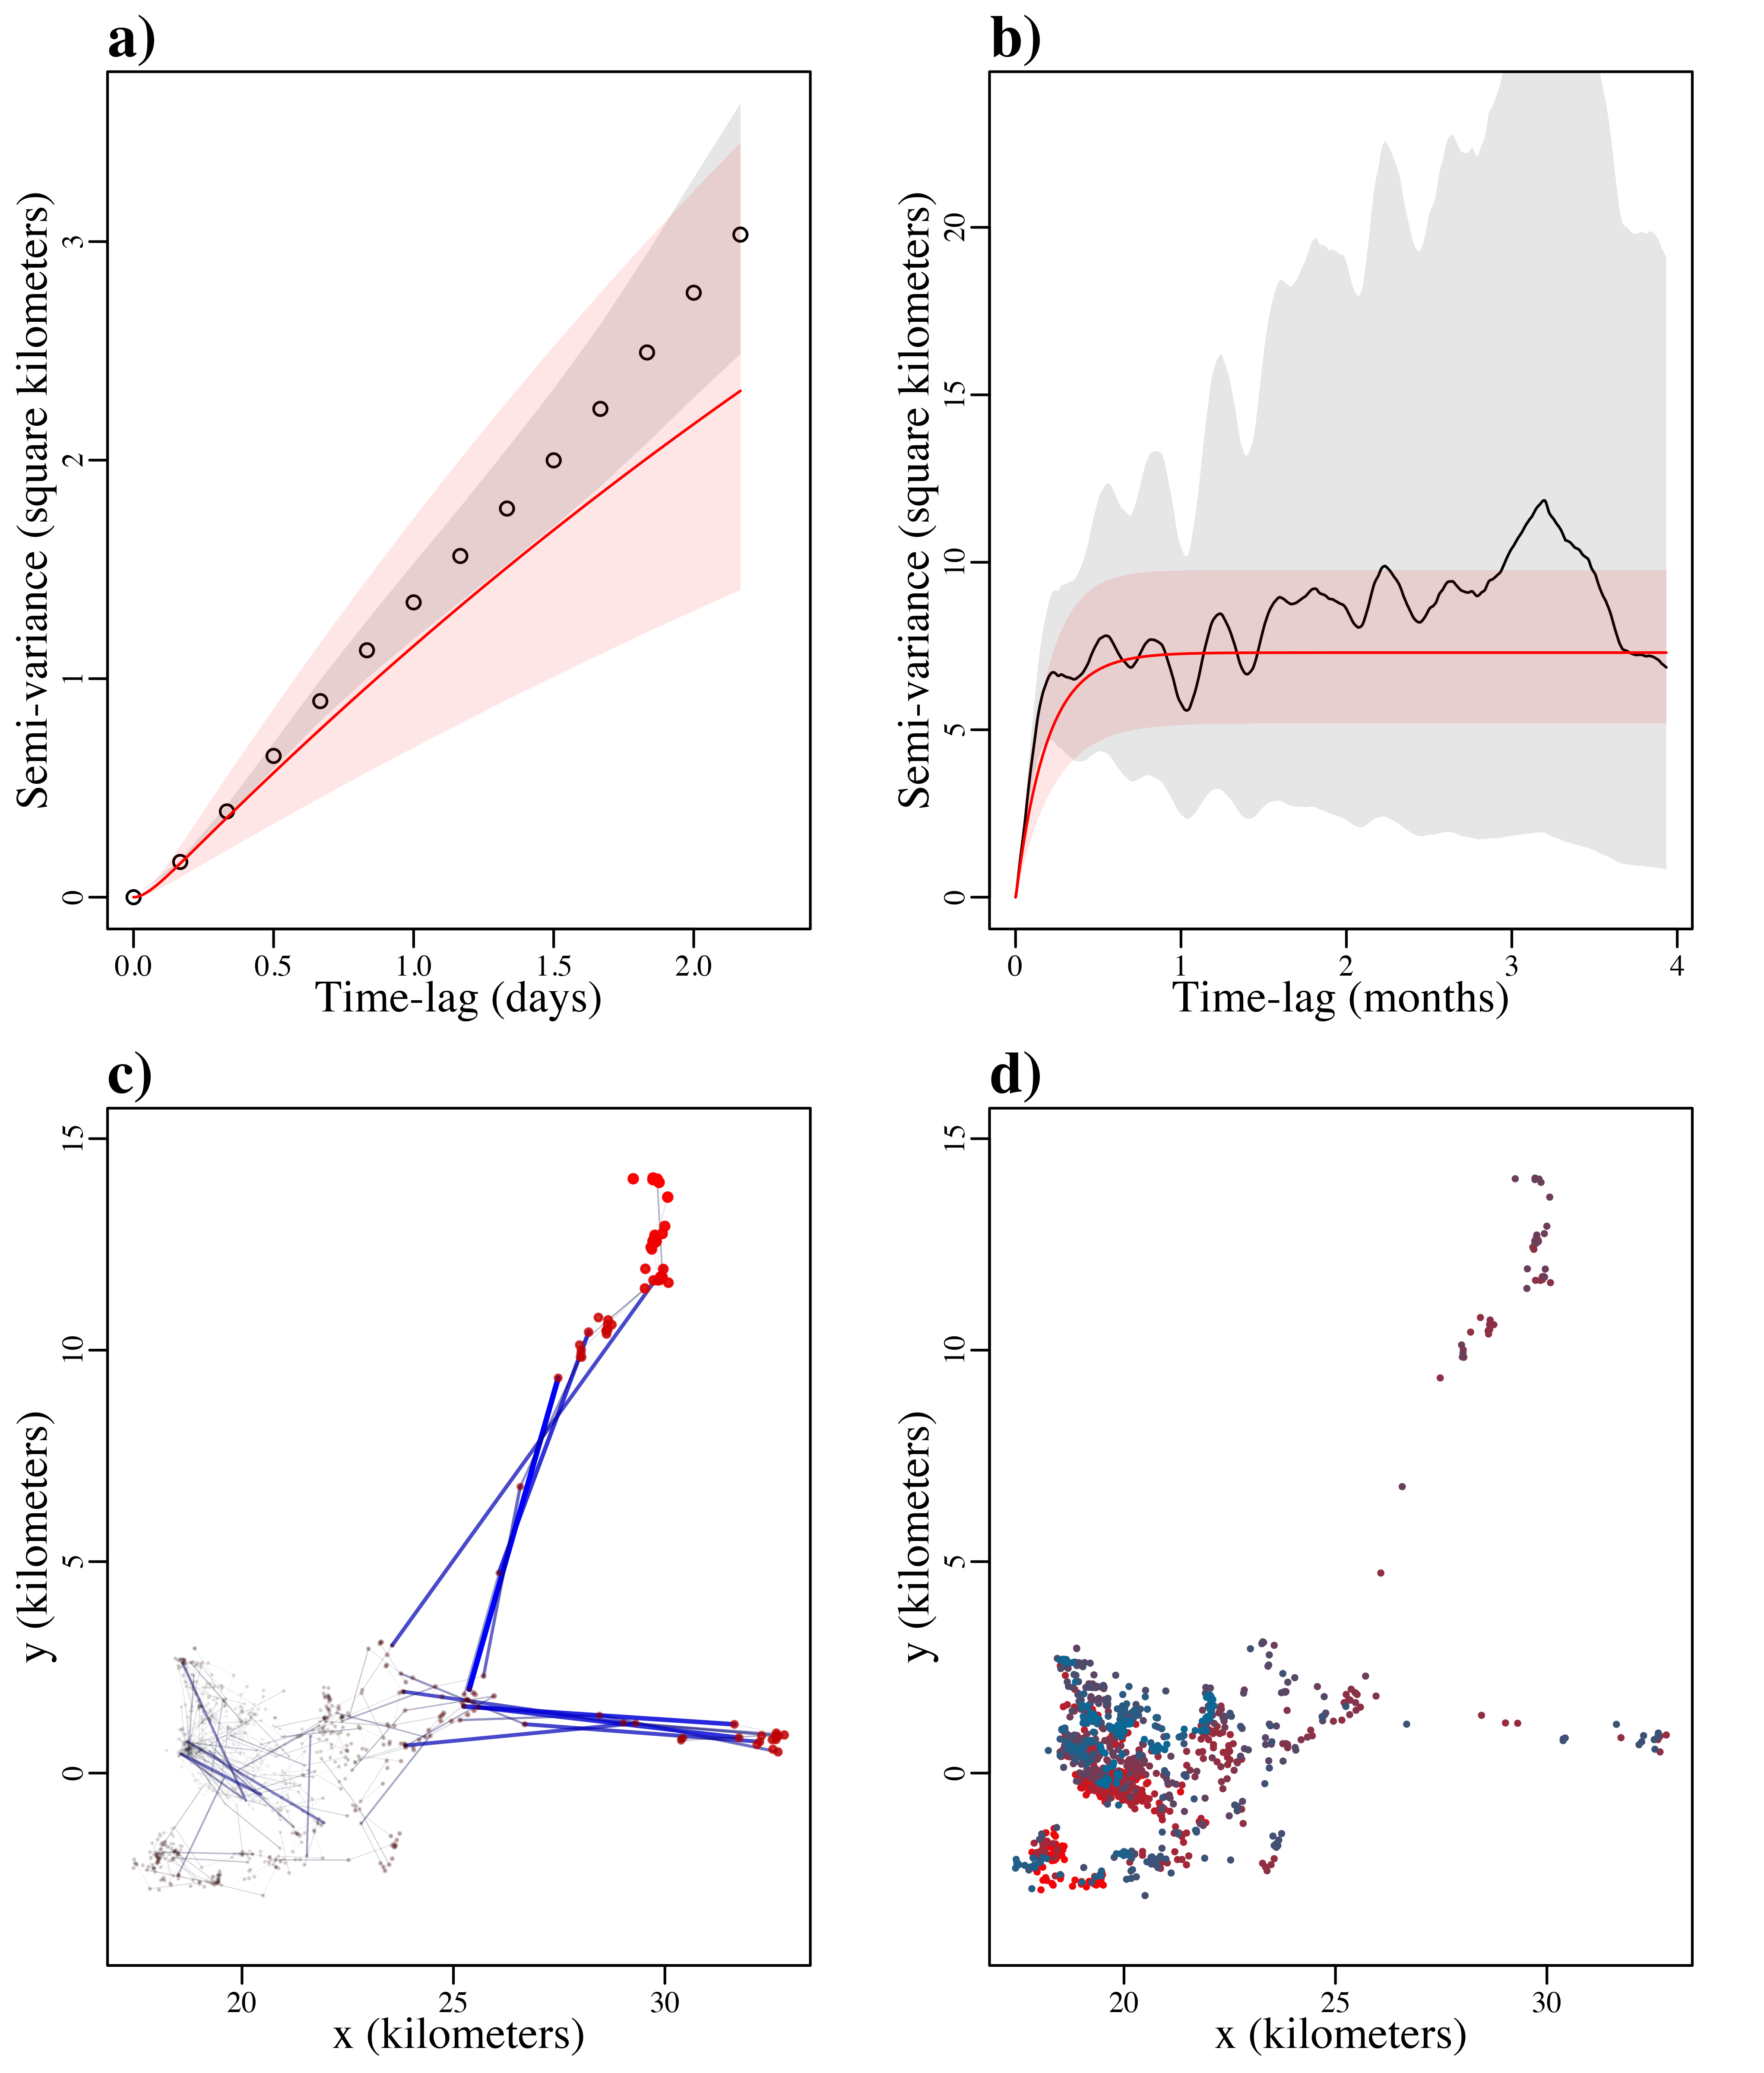 a)
Semi-variance (square kilometers)
3
2
1
0
0.0 0.5 1.0 1.5 2.0
Time-lag (days)
b)
Semi-variance (square kilometers)
20
15
10
5
0
0 1 2 3 4
Time-lag (months)
c)
y (kilometers)
15
10
5
0
20 25 30
x (kilometers)
d)
y (kilometers)
15
10
5
0
20 25 30
x (kilometers)